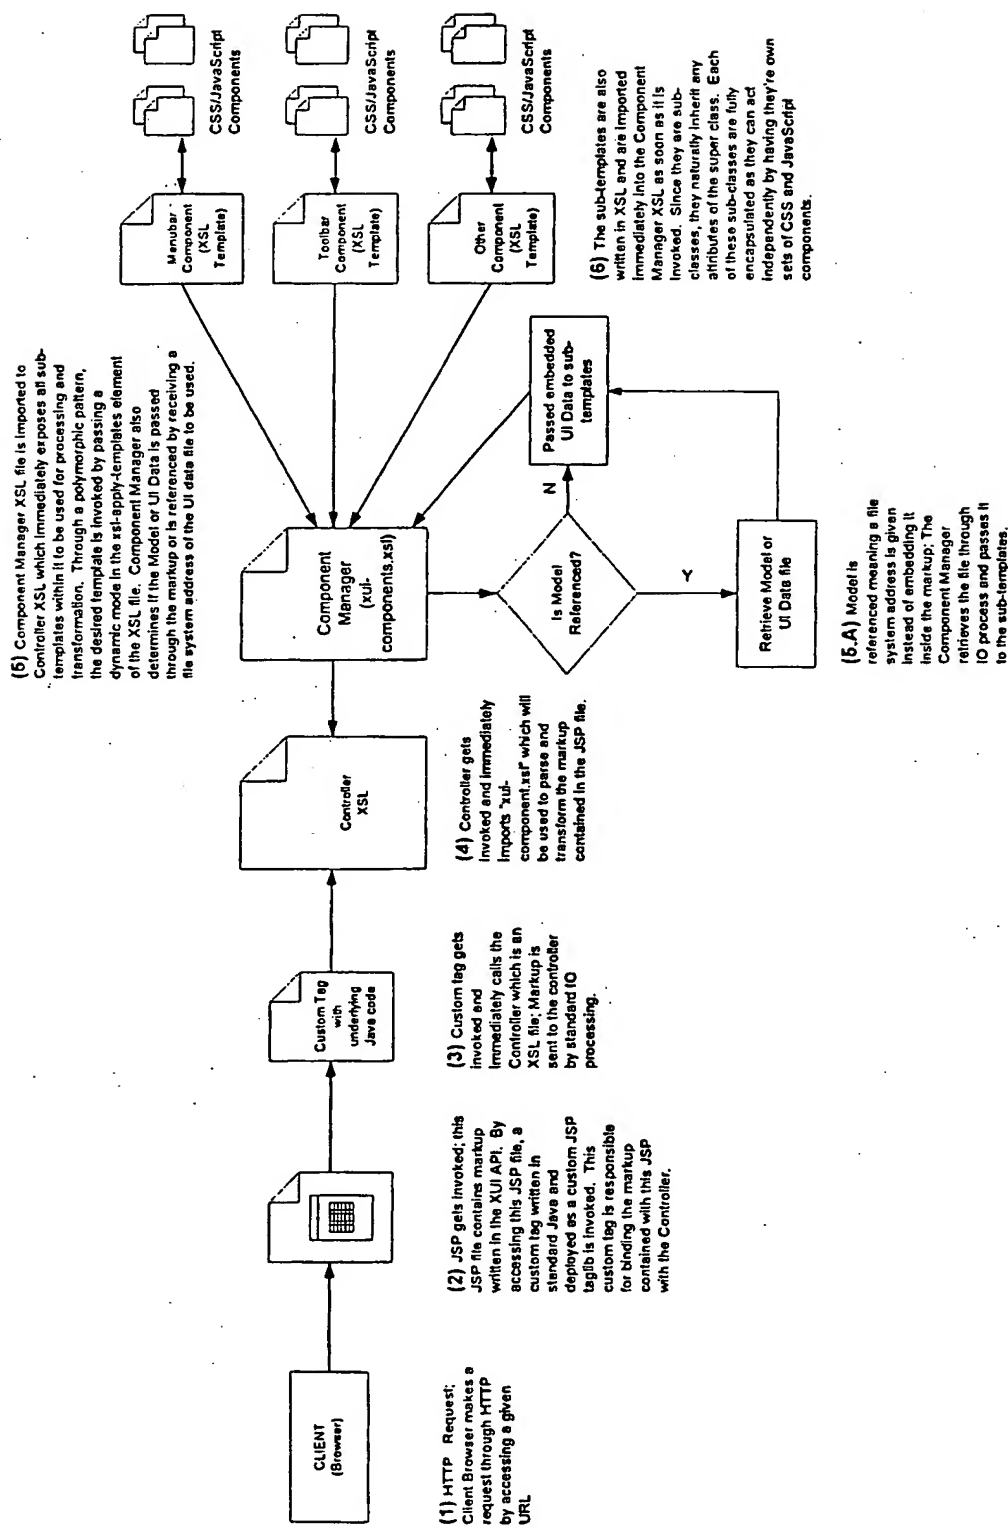 CLIENT
(Browser)
(1) HTTP Request;
Client Browser makes a
request through HTTP
by accessing a given
URL
(2) JSP gets invoked; this
JSP file contains markup
written in the XUI API. By
accessing this JSP file, a
custom tag written in
standard Java and
deployed as a custom JSP
taglib is invoked. This
custom tag is responsible
for binding the markup
contained with this JSP
with the Controller.
Custom Tag
with
underlying
Java code
(3) Custom tag gets
invoked and
immediately calls the
Controller which is an
XSL file; Markup is
sent to the controller
by standard IO
processing.
Controller
XSL
(4) Controller gets
invoked and immediately
imports "xui-
component.xsl" which will
be used to parse and
transform the markup
contained in the JSP file.
(5) Component Manager XSL file is imported to
Controller XSL which immediately exposes all sub-
templates within it to be used for processing and
transformation. Through a polymorphic pattern,
the desired template is invoked by passing a
dynamic mode in the xsl-apply-templates element
of the XSL file. Component Manager also
determines if the Model or UI Data is passed
through the markup or is referenced by receiving a
file system address of the UI data file to be used.
Component
Manager
(xui-
components.xsl)
Is Model
Referenced?
N
Y
Passed embedded
UI Data to sub-
templates
Retrieve Model or
UI Data file
(5.A) Model is
referenced meaning a file
system address is given
instead of embedding it
inside the markup; The
Component Manager
retrieves the file through
IO process and passes it
to the sub-templates.
Menubar
Component
(XSL
Template)
CSS/JavaScript
Components
Toolbar
Component
(XSL
Template)
CSS/JavaScript
Components
Other
Component
(XSL
Template)
CSS/JavaScript
Components
(6) The sub-templates are also
written in XSL and are imported
immediately into the Component
Manager XSL as soon as it is
invoked. Since they are sub-
classes, they naturally inherit any
attributes of the super class. Each
of these sub-classes are fully
encapsulated as they can act
independently by having they're own
sets of CSS and JavaScript
components.